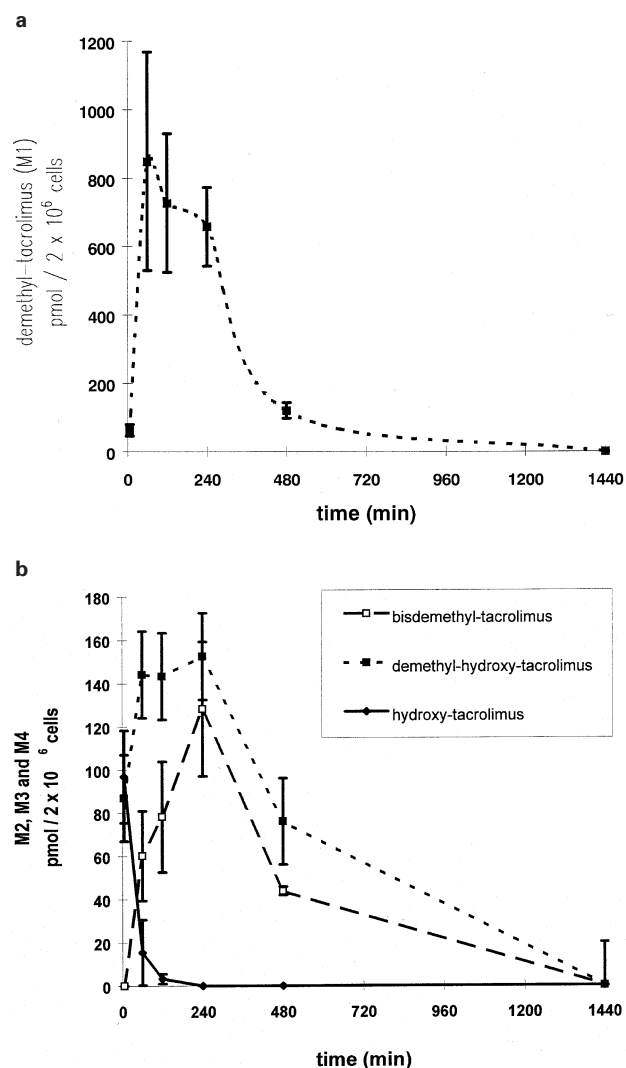 a
demethyl-tacrolimus (M1)
pmol / 2 x 10⁶ cells
1200
1000
800
600
400
200
0
0 240 480 720 960 1200 1440
time (min)
b
M2, M3 and M4
pmol / 2 x 10 ⁶ cells
180
160
140
120
100
80
60
40
20
0
bisdemethyl-tacrolimus
demethyl-hydroxy-tacrolimus
hydroxy-tacrolimus
0 240 480 720 960 1200 1440
time (min)